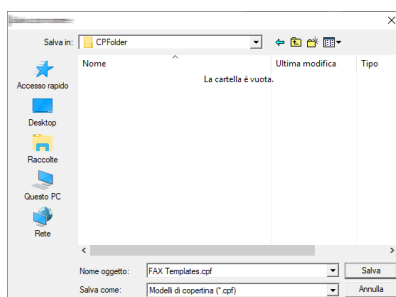 Salva in: CPFolder
Nome Ultima modifica Tipo
La cartella è vuota.
Accesso rapido
Desktop
Raccolte
Questo PC
Rete
Nome oggetto: FAX Templates.cpf Salva
Salva come: Modelli di copertina (*.cpf) Annulla